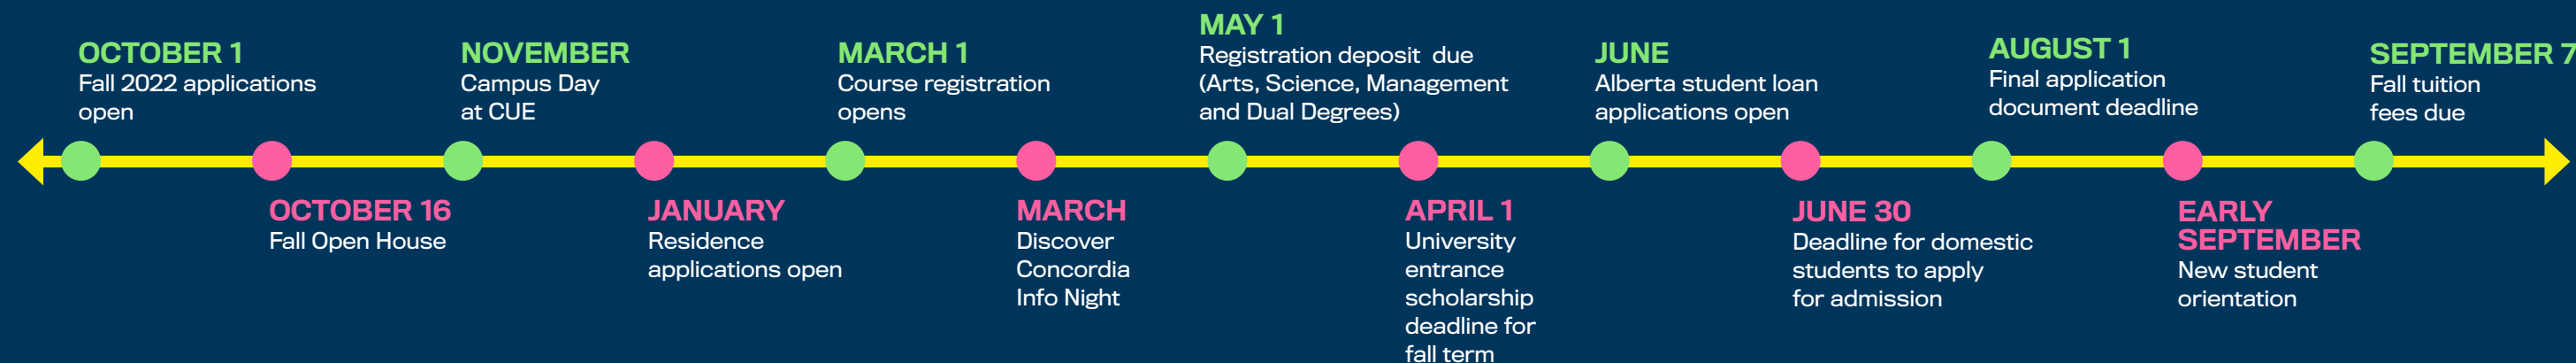 OCTOBER 1
Fall 2022 applications
open
OCTOBER 16
Fall Open House
NOVEMBER
Campus Day
at CUE
JANUARY
Residence
applications open
MARCH 1
Course registration
opens
MARCH
Discover
Concordia
Info Night
MAY 1
Registration deposit  due
(Arts, Science, Management
and Dual Degrees)
APRIL 1
University
entrance
scholarship
deadline for
fall term
JUNE
Alberta student loan
applications open
JUNE 30
Deadline for domestic
students to apply
for admission
AUGUST 1
Final application
document deadline
EARLY
SEPTEMBER
New student
orientation
SEPTEMBER 7
Fall tuition
fees due